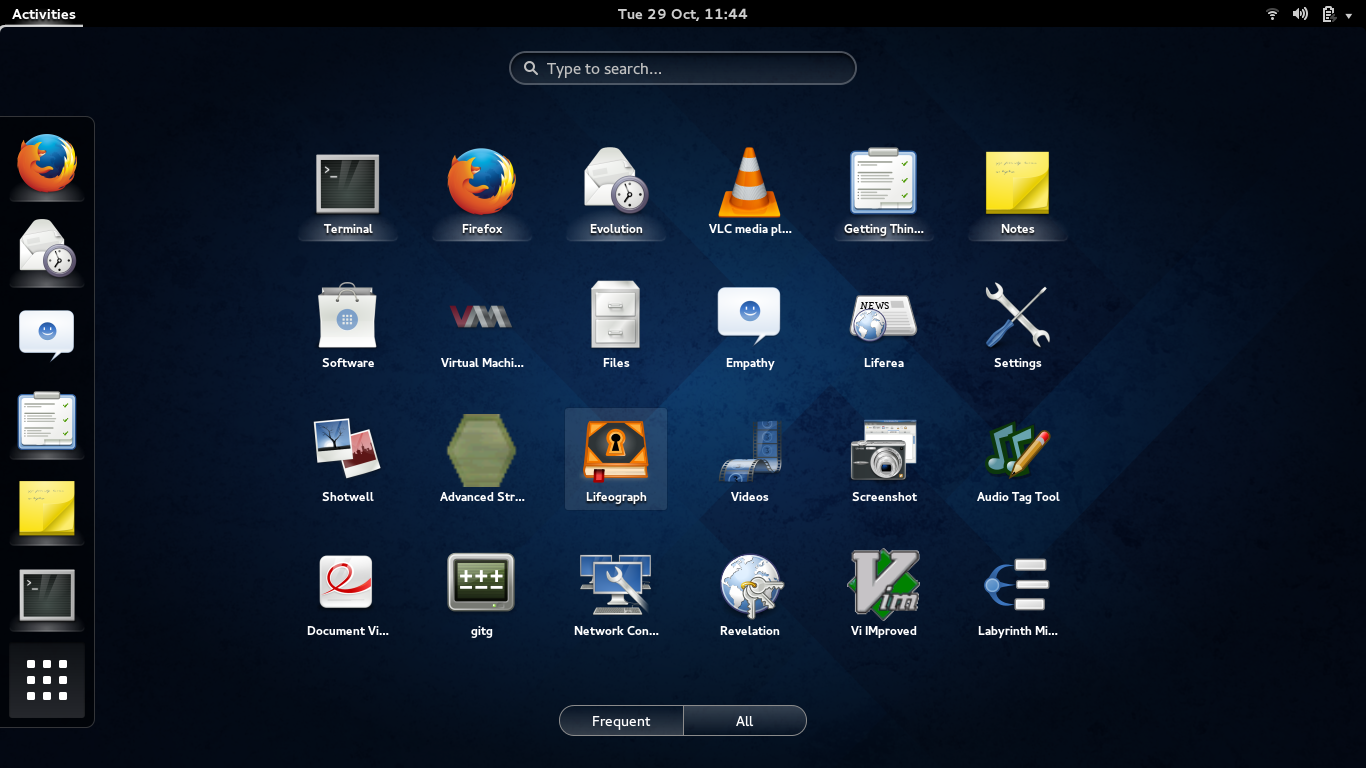 Activities
Tue 29 Oct, 11:44
Type to search...
Terminal
Firefox
Evolution
VLC media pl...
Getting Thin...
Notes
NEWS
Software
Virtual Machi...
Files
Empathy
Liferea
Settings
Shotwell
Advanced Str...
Lifeograph
Videos
Screenshot
Audio Tag Tool
Vim
Document Vi...
gitg
Network Con...
Revelation
Vi IMproved
Labyrinth Mi...
Frequent
All